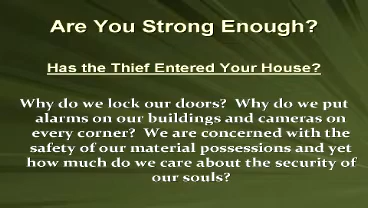 Are You Strong Enough?
Has the Thief Entered Your House?
Why do we lock our doors? Why do we put
alarms on our buildings and cameras on
every corner? We are concerned with the
safety of our material possessions and yet
how much do we care about the security of
our souls?